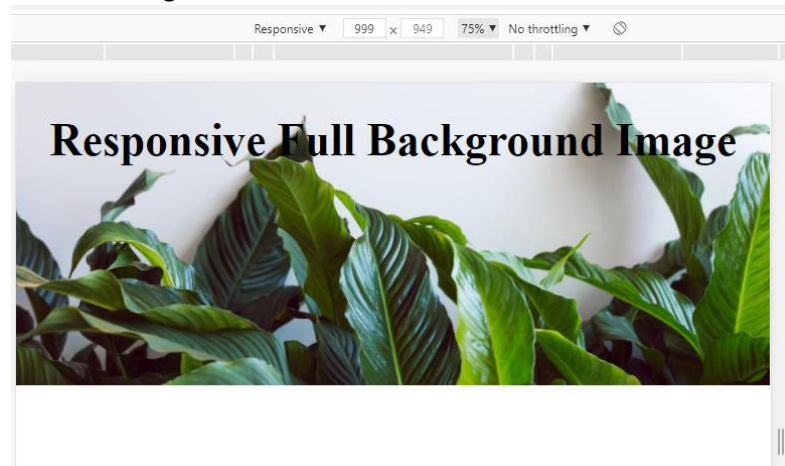 Responsive ▼ 999 x 949 75% ▼ No throttling ▼
Responsive Full Background Image